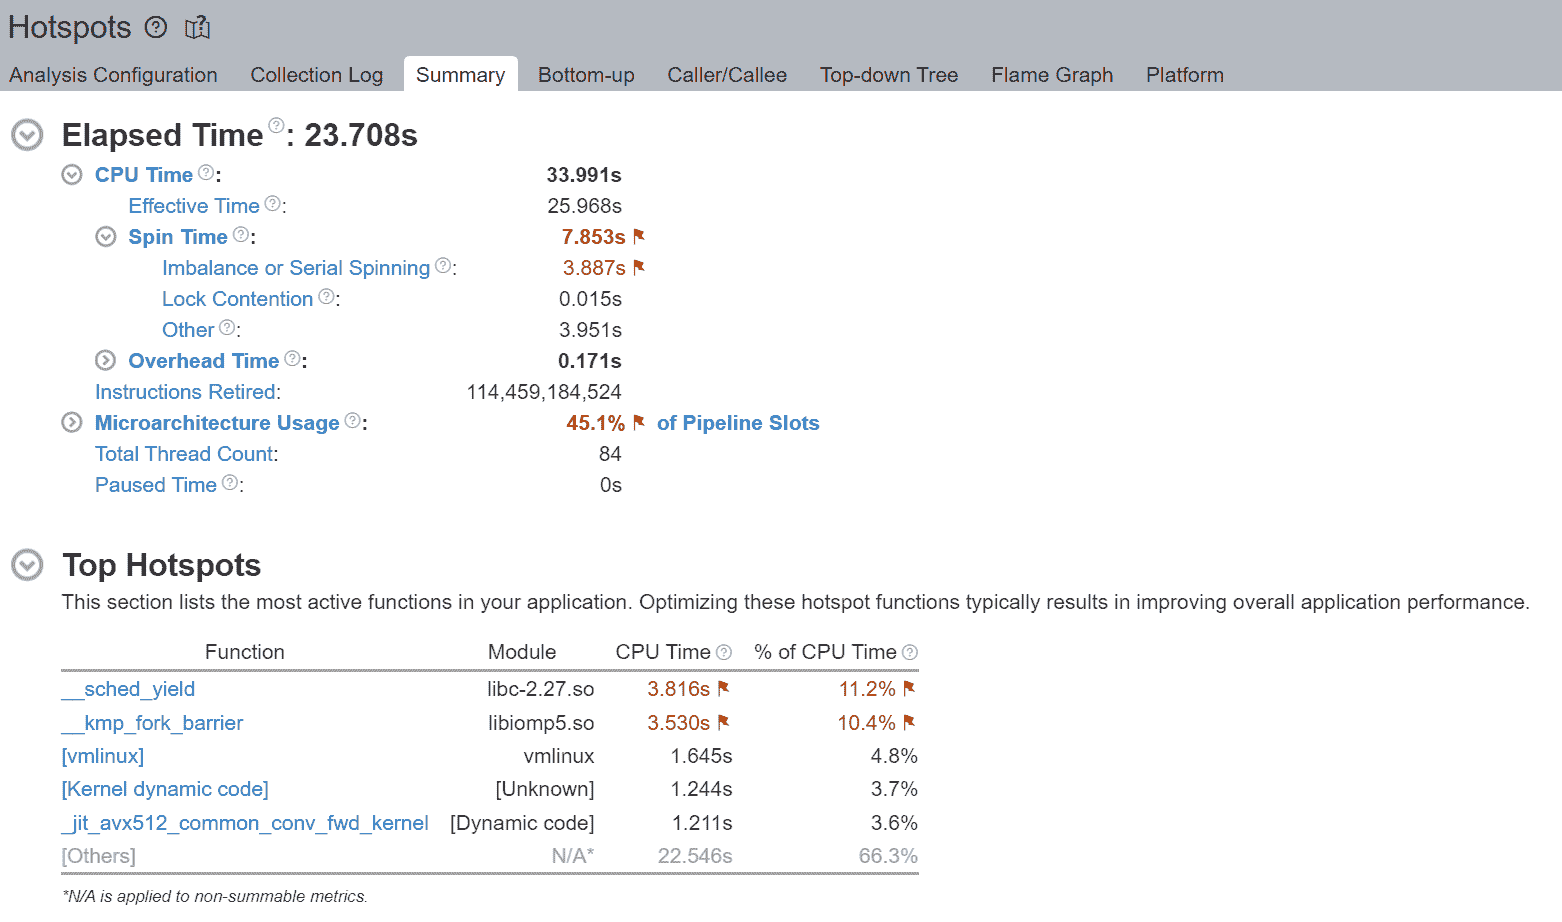 Hotspots
Analysis Configuration Collection Log Summary Bottom-up Caller/Callee Top-down Tree Flame Graph Platform
Elapsed Time ?: 23.708s
CPU Time ?: 33.991s
Effective Time ?: 25.968s
Spin Time ?: 7.853s
Imbalance or Serial Spinning ?: 3.887s
Lock Contention ?: 0.015s
Other ?: 3.951s
Overhead Time ?: 0.171s
Instructions Retired: 114,459,184,524
Microarchitecture Usage ?: 45.1% of Pipeline Slots
Total Thread Count: 84
Paused Time ?: 0s
Top Hotspots
This section lists the most active functions in your application. Optimizing these hotspot functions typically results in improving overall application performance.
Function Module CPU Time ? % of CPU Time ?
__sched_yield libc-2.27.so 3.816s 11.2%
__kmp_fork_barrier libiomp5.so 3.530s 10.4%
[vmlinux] vmlinux 1.645s 4.8%
[Kernel dynamic code] [Unknown] 1.244s 3.7%
_jit_avx512_common_conv_fwd_kernel [Dynamic code] 1.211s 3.6%
[Others] N/A* 22.546s 66.3%
*N/A is applied to non-summable metrics.